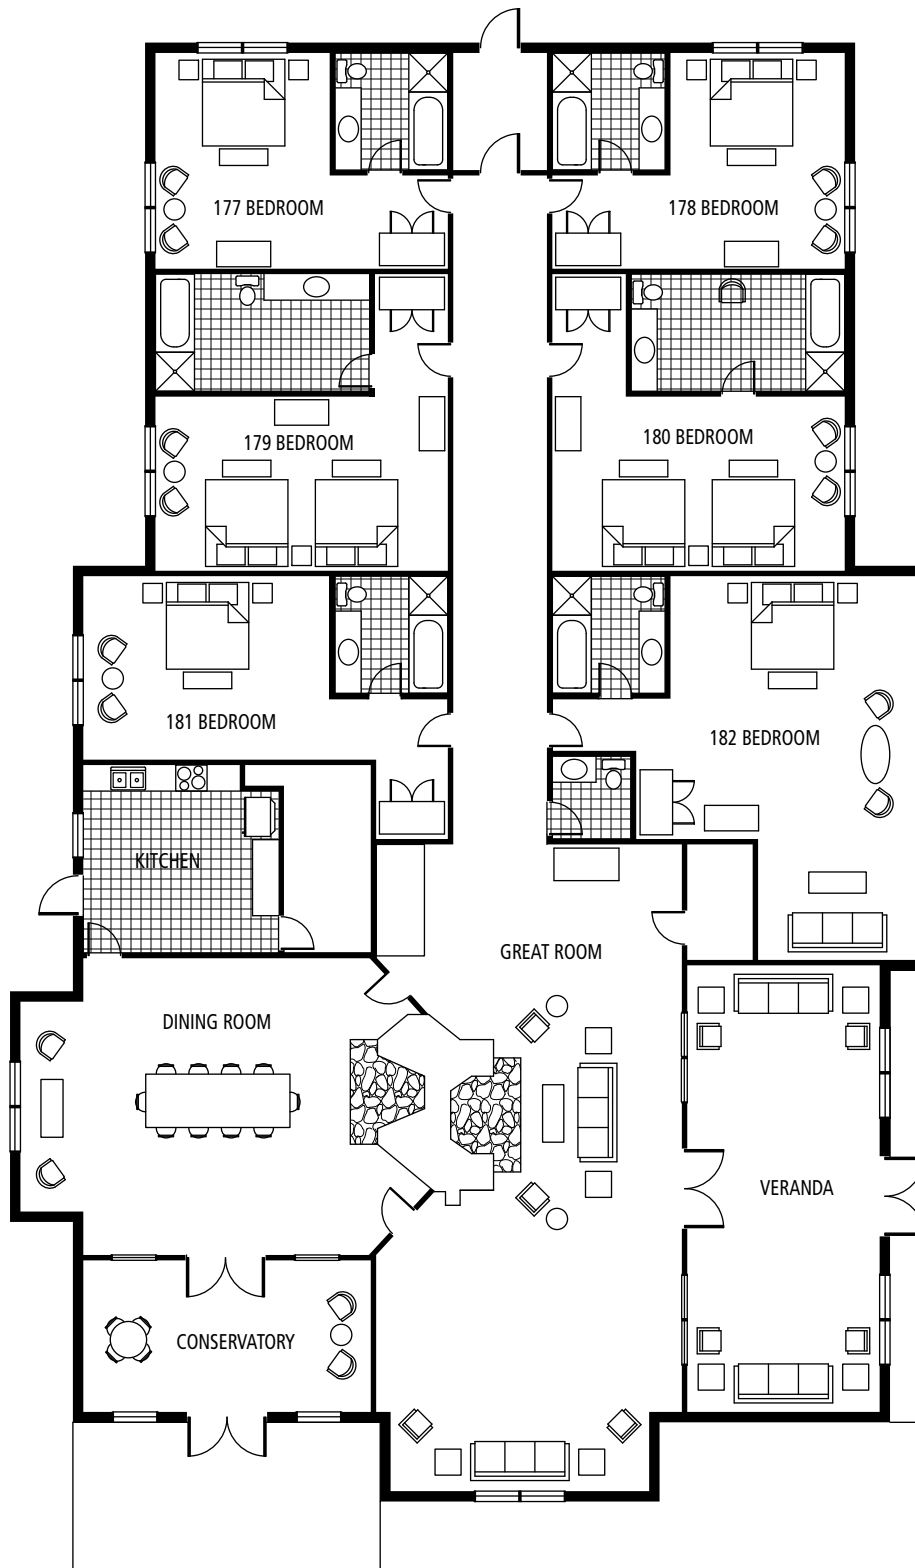 177 BEDROOM
178 BEDROOM
179 BEDROOM
180 BEDROOM
181 BEDROOM
182 BEDROOM
KITCHEN
GREAT ROOM
DINING ROOM
VERANDA
CONSERVATORY